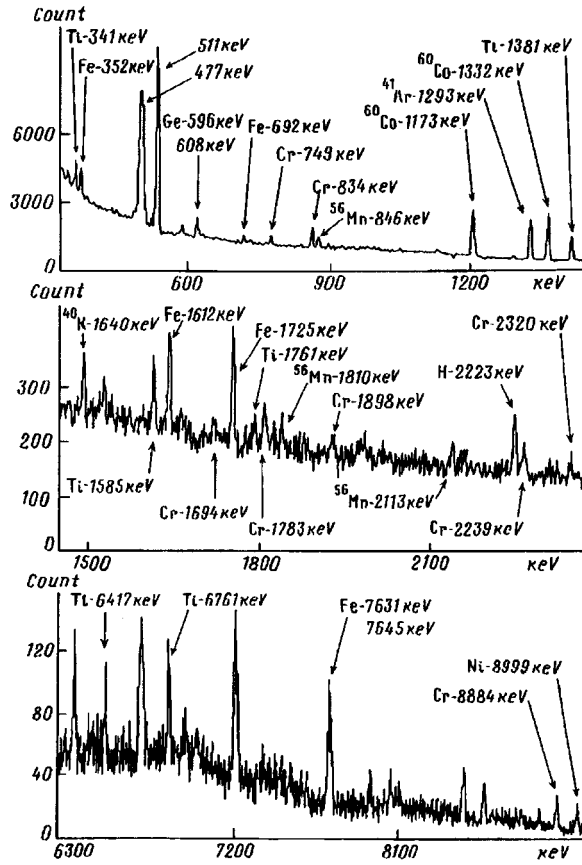 Count
Ti-341keV
Fe-352keV
511keV
477keV
Ge-596keV
608keV
Fe-692keV
Cr-749keV
Cr-834keV
56Mn-846keV
60Co-1173keV
41Ar-1293keV
60Co-1332keV
Ti-1381keV
6000
3000
0
600
900
1200
keV
Count
40K-1640keV
Fe-1612keV
Fe-1725keV
Ti-1761keV
56Mn-1810keV
Cr-1898keV
H-2223keV
Cr-2320keV
300
200
100
0
Ti-1585keV
Cr-1694keV
Cr-1783keV
56Mn-2113keV
Cr-2239keV
1500
1800
2100
keV
Count
Ti-6417keV
Ti-6761keV
Fe-7631keV
7645keV
Ni-8999keV
Cr-8884keV
120
80
40
0
6300
7200
8100
keV